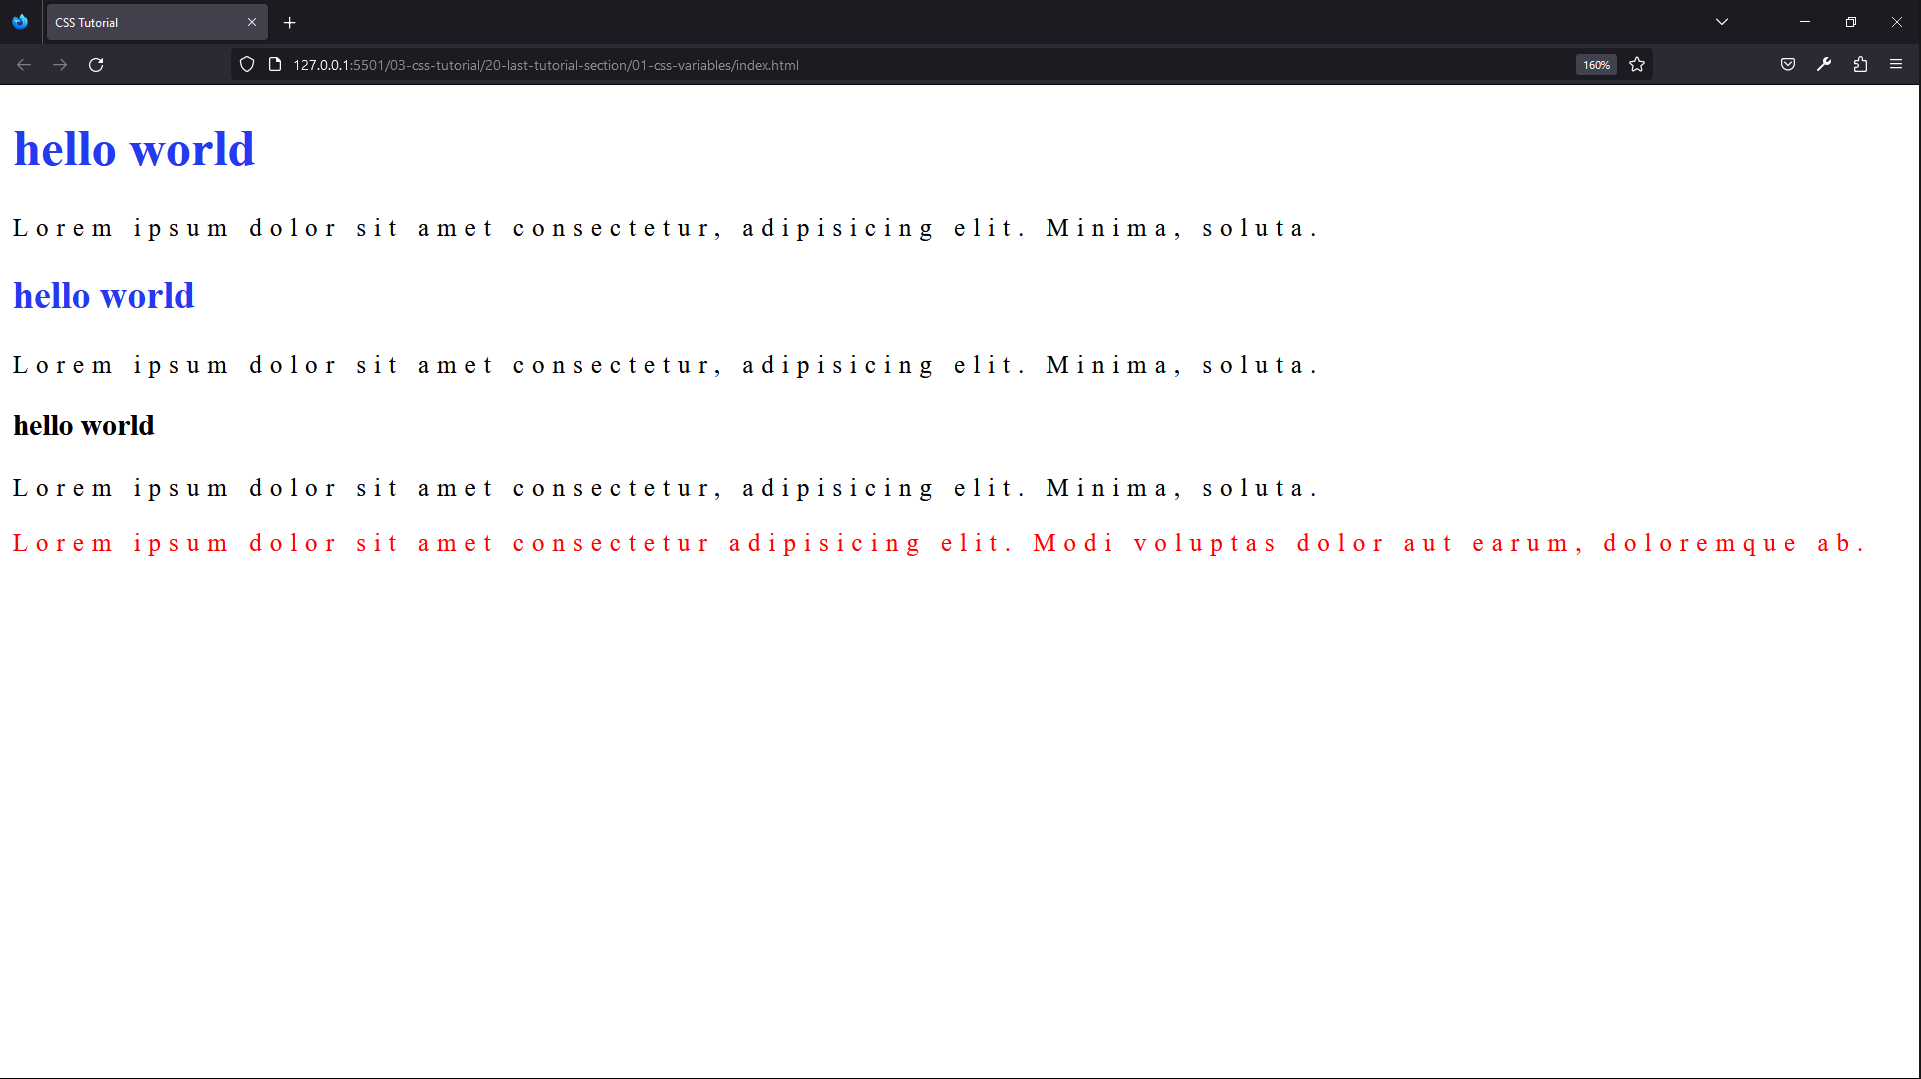 CSS Tutorial
127.0.0.1:5501/03-css-tutorial/20-last-tutorial-section/01-css-variables/index.html
160%
hello world
Lorem ipsum dolor sit amet consectetur, adipisicing elit. Minima, soluta.
hello world
Lorem ipsum dolor sit amet consectetur, adipisicing elit. Minima, soluta.
hello world
Lorem ipsum dolor sit amet consectetur, adipisicing elit. Minima, soluta.
Lorem ipsum dolor sit amet consectetur adipisicing elit. Modi voluptas dolor aut earum, doloremque ab.